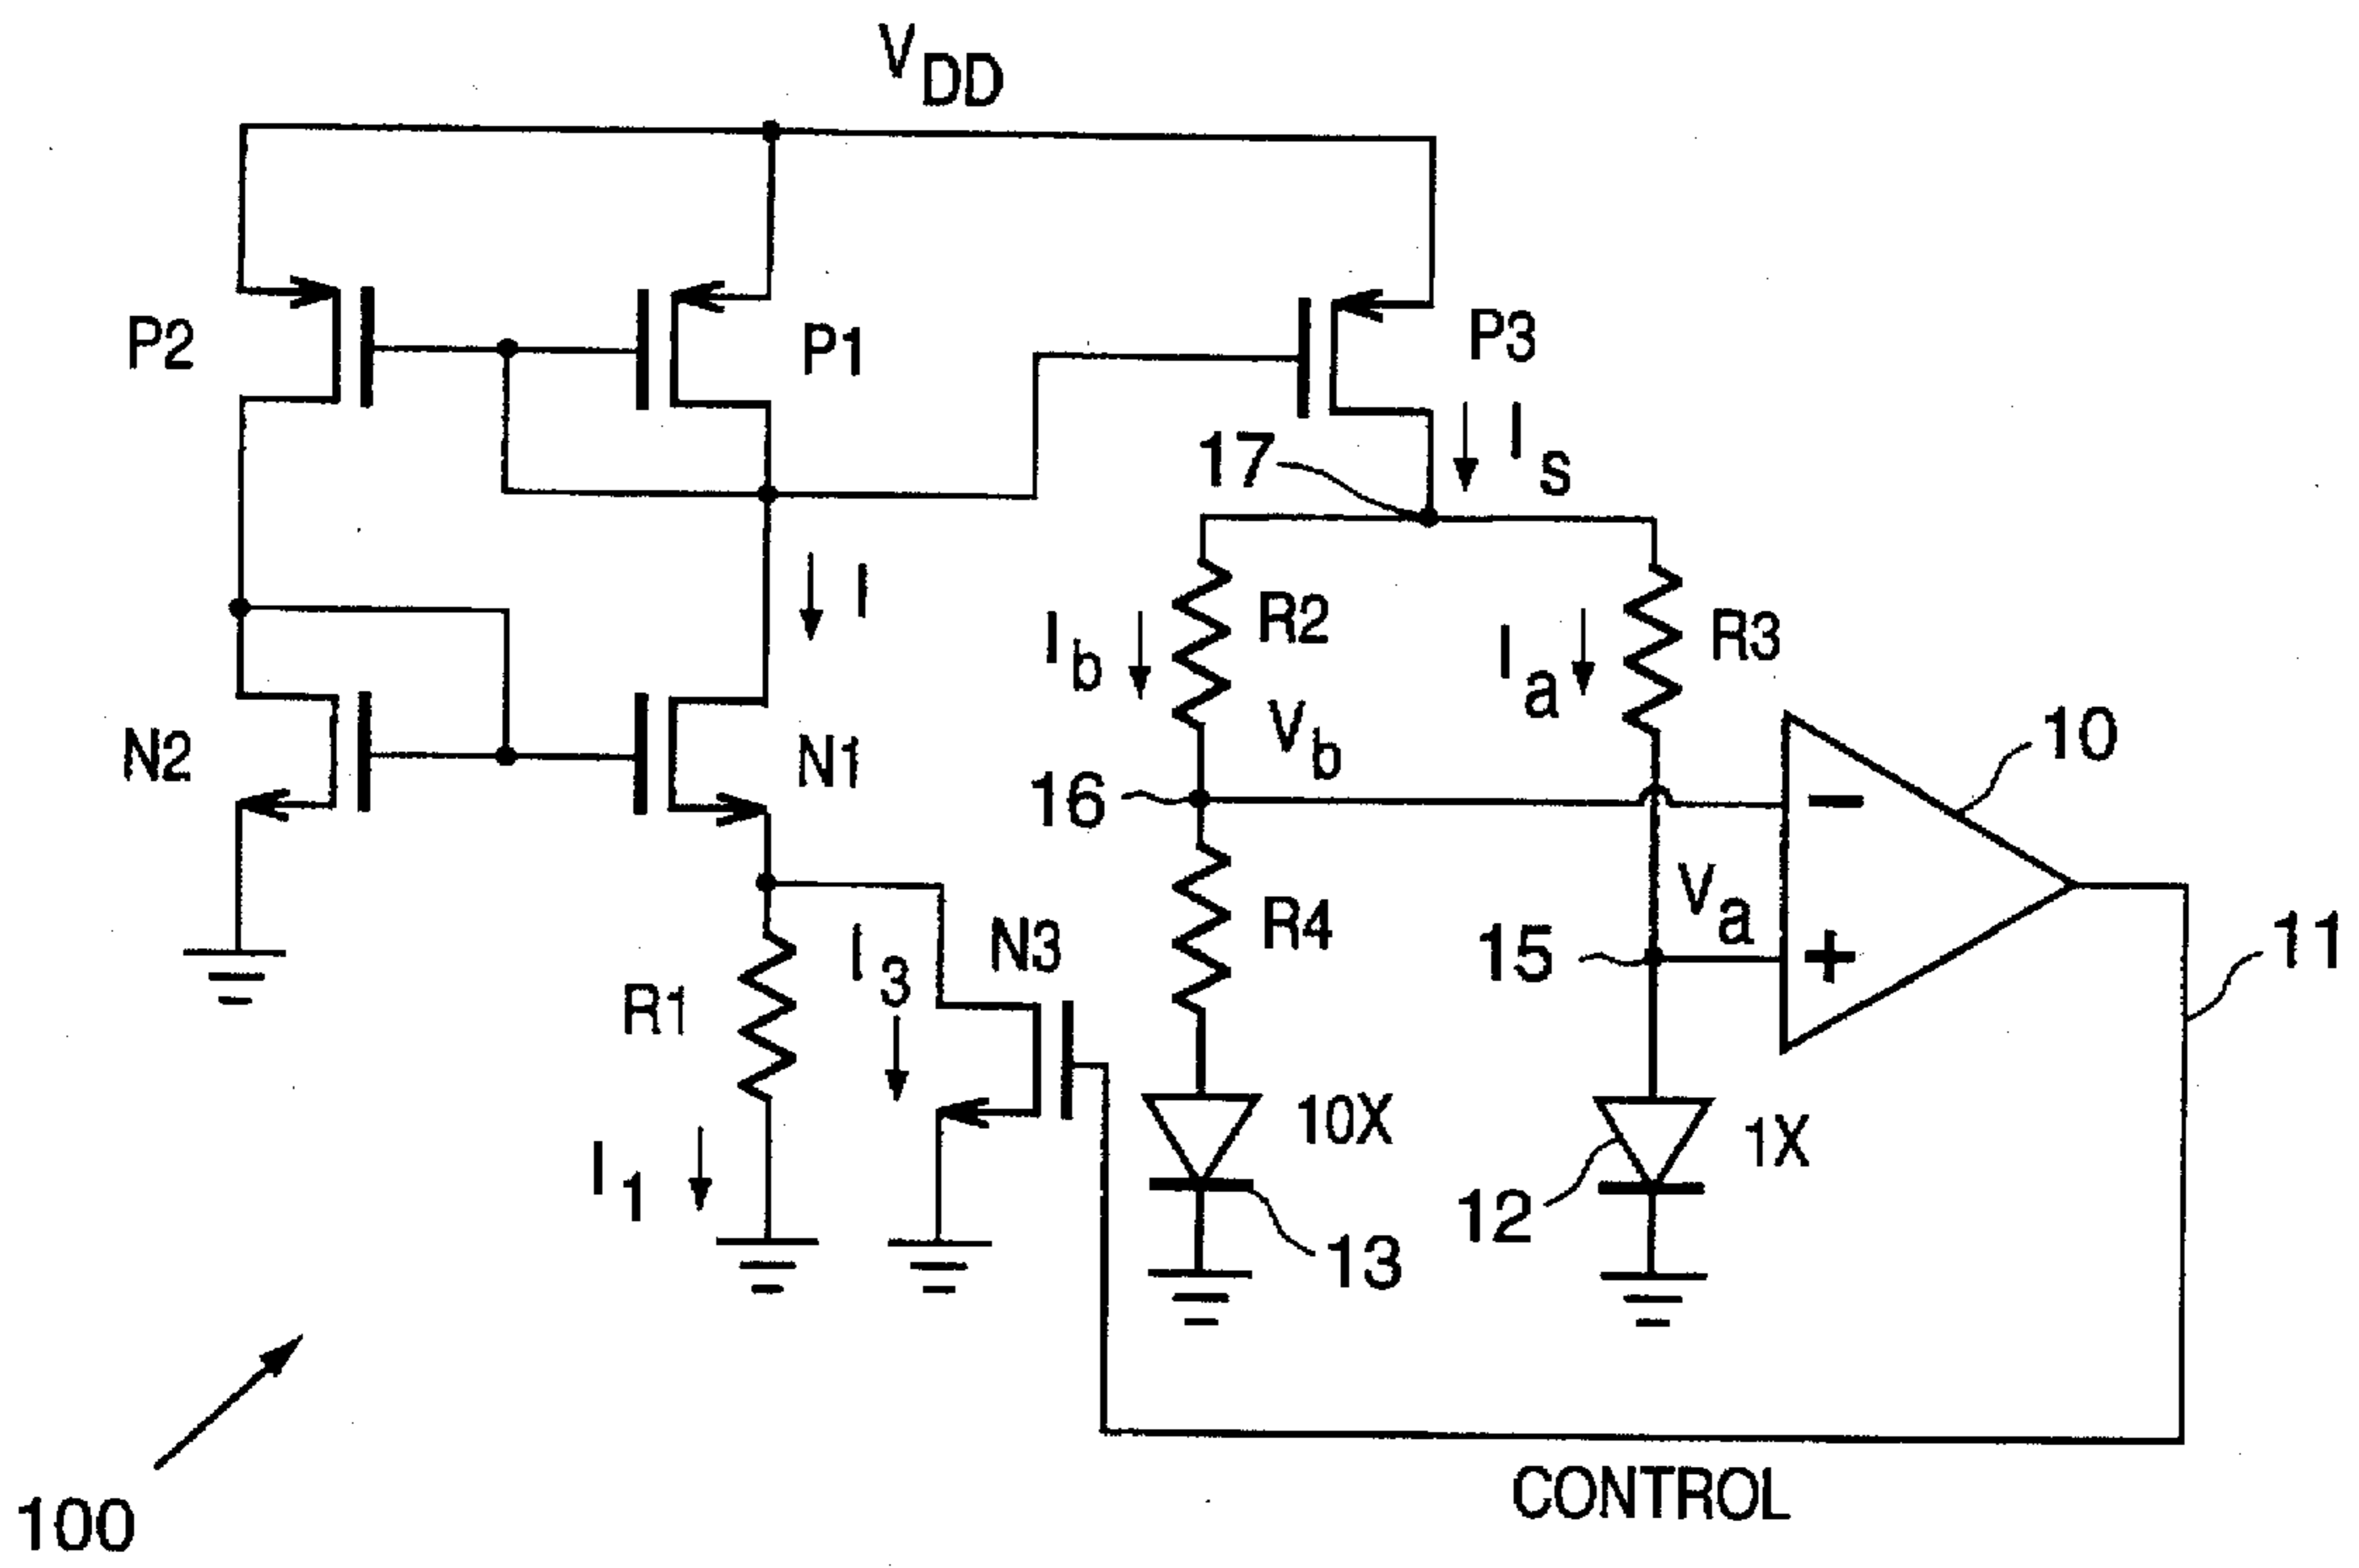 VDD
P2
P1
P3
17
Is
I
Ib
R2
Ia
R3
Vb
10
N2
N1
16
−
Va
R4
I3
N3
15
+
11
R1
10X
1X
I1
12
13
100
CONTROL